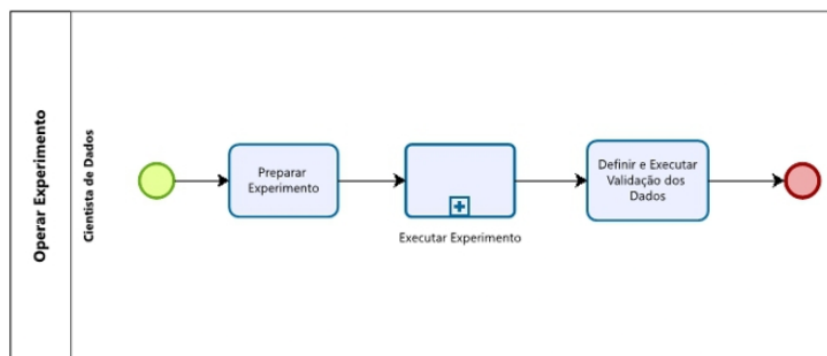 Operar Experimento
Cientista de Dados
Preparar
Experimento
Executar Experimento
Definir e Executar
Validação dos
Dados